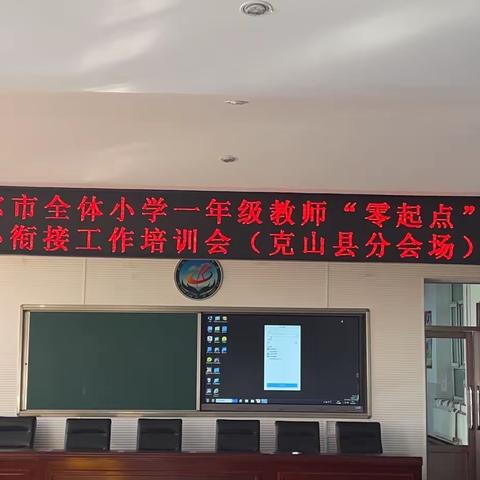 市全体小学一年级教师“零起点”
衔接工作培训会（克山县分会场）